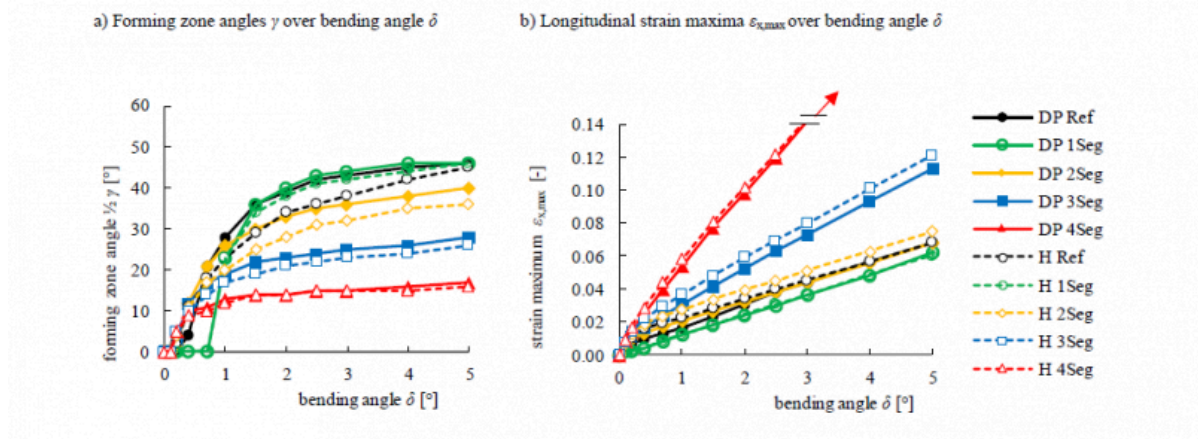 a) Forming zone angles γ over bending angle δ
b) Longitudinal strain maxima εx,max over bending angle δ
forming zone angle ½ γ [°]
60
50
40
30
20
10
0
0 1 2 3 4 5
bending angle δ [°]
strain maximum εx,max [-]
0.14
0.12
0.10
0.08
0.06
0.04
0.02
0.00
0 1 2 3 4 5
bending angle δ [°]
DP Ref
DP 1Seg
DP 2Seg
DP 3Seg
DP 4Seg
H Ref
H 1Seg
H 2Seg
H 3Seg
H 4Seg